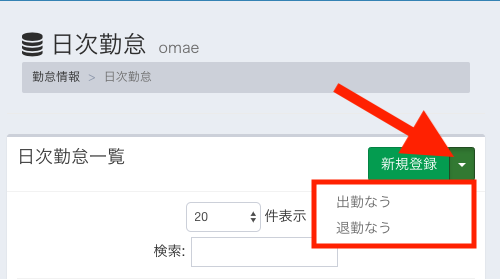 日次勤怠 omae
勤怠情報 > 日次勤怠
日次勤怠一覧
新規登録
出勤なう
退勤なう
20 件表示
検索: